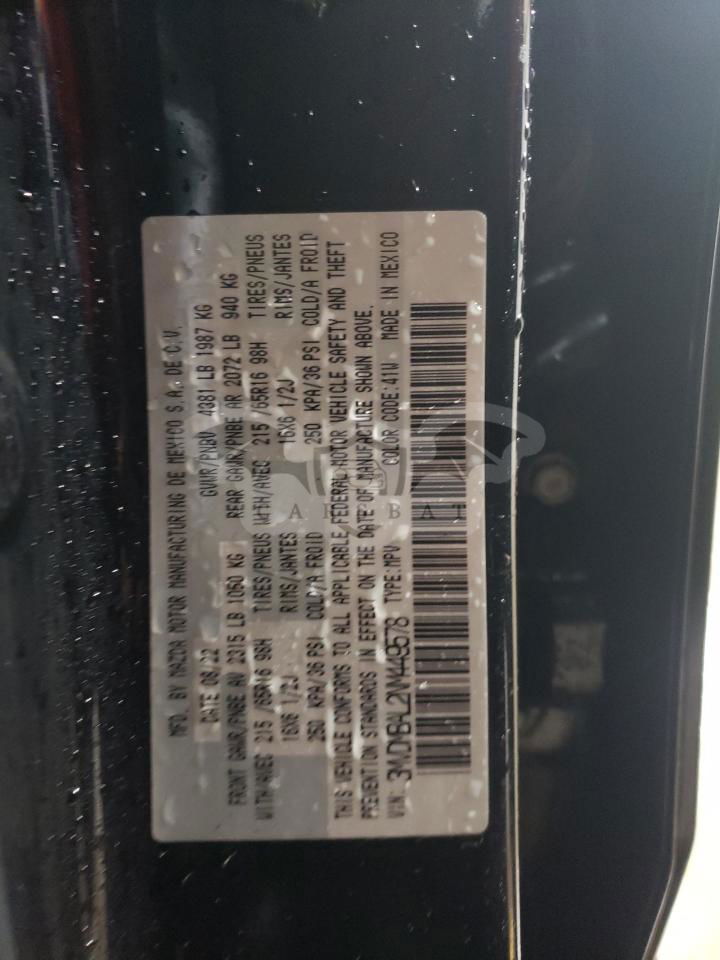 MFD. BY MAZDA MOTOR MANUFACTURING DE MEXICO S.A. DE C.V.
DATE 08/22 GVWR/PNBV 4381 LB 1987 KG
FRONT GAWR/PNBE AV 2315 LB 1050 KG REAR GAWR/PNBE AR 2072 LB 940 KG
WITH/AVEC 215 /65R16 98H TIRES/PNEUS WITH/AVEC 215 /65R16 98H TIRES/PNEUS
16X6 1/2J RIMS/JANTES 16X6 1/2J RIMS/JANTES
250 KPA/36 PSI COLD/A FROID 250 KPA/36 PSI COLD/A FROID
THIS VEHICLE CONFORMS TO ALL APPLICABLE FEDERAL MOTOR VEHICLE SAFETY AND THEFT
PREVENTION STANDARDS IN EFFECT ON THE DATE OF MANUFACTURE SHOWN ABOVE.
VIN: 3MVDMBAL2NM449578 TYPE:MPV COLOR CODE:41W MADE IN MEXICO